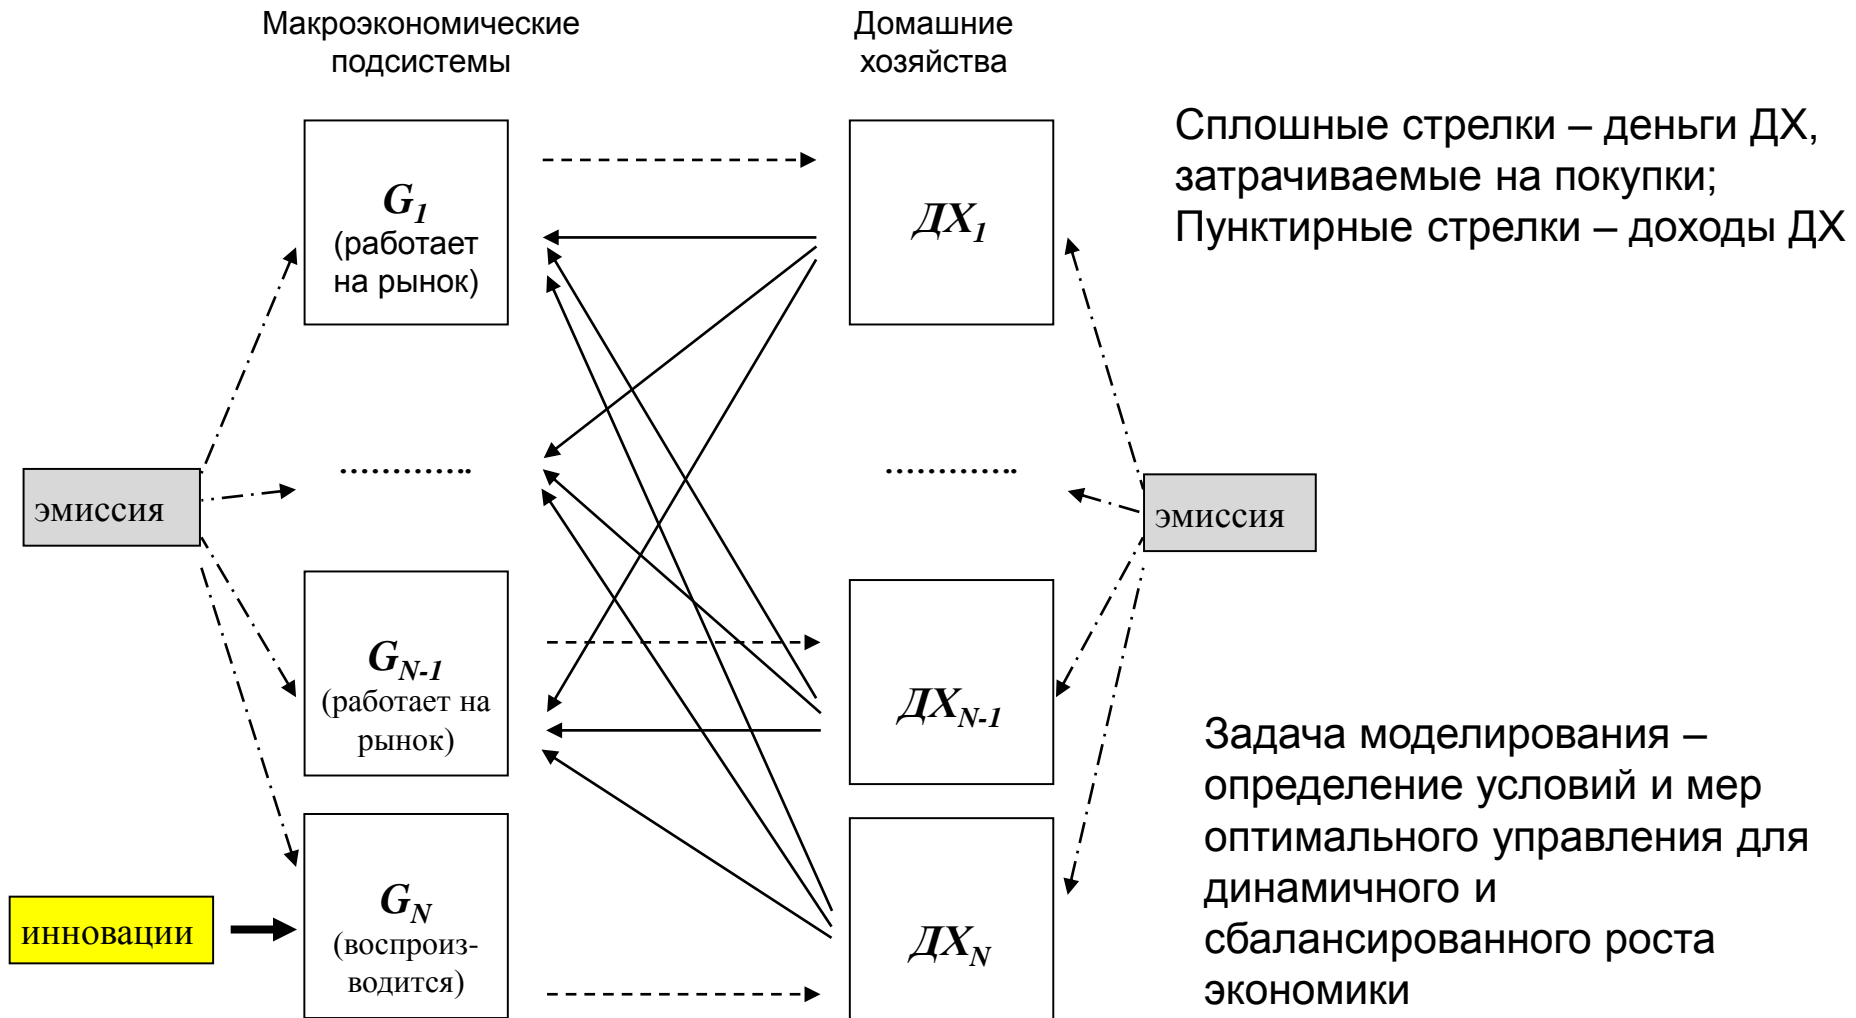 Макроэкономические
подсистемы
Домашние
хозяйства
G1
(работает
на рынок)
ДХ1
Сплошные стрелки – деньги ДХ,
затрачиваемые на покупки;
Пунктирные стрелки – доходы ДХ
………….
………….
эмиссия
эмиссия
GN-1
(работает на
рынок)
ДХN-1
инновации
GN
(воспроиз-
водится)
ДХN
Задача моделирования –
определение условий и мер
оптимального управления для
динамичного и
сбалансированного роста
экономики